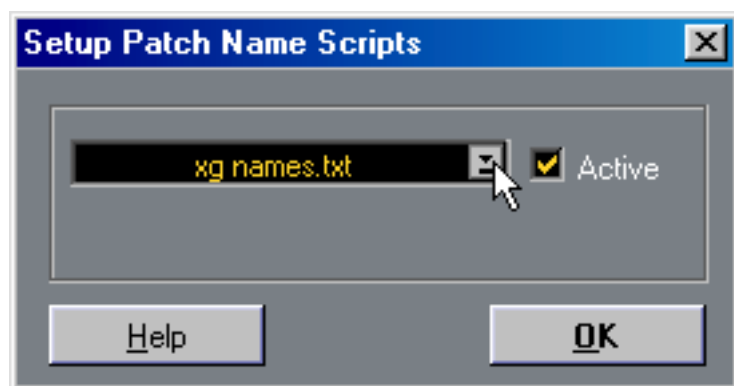 Setup Patch Name Scripts
xg names.txt
Active
Help
OK